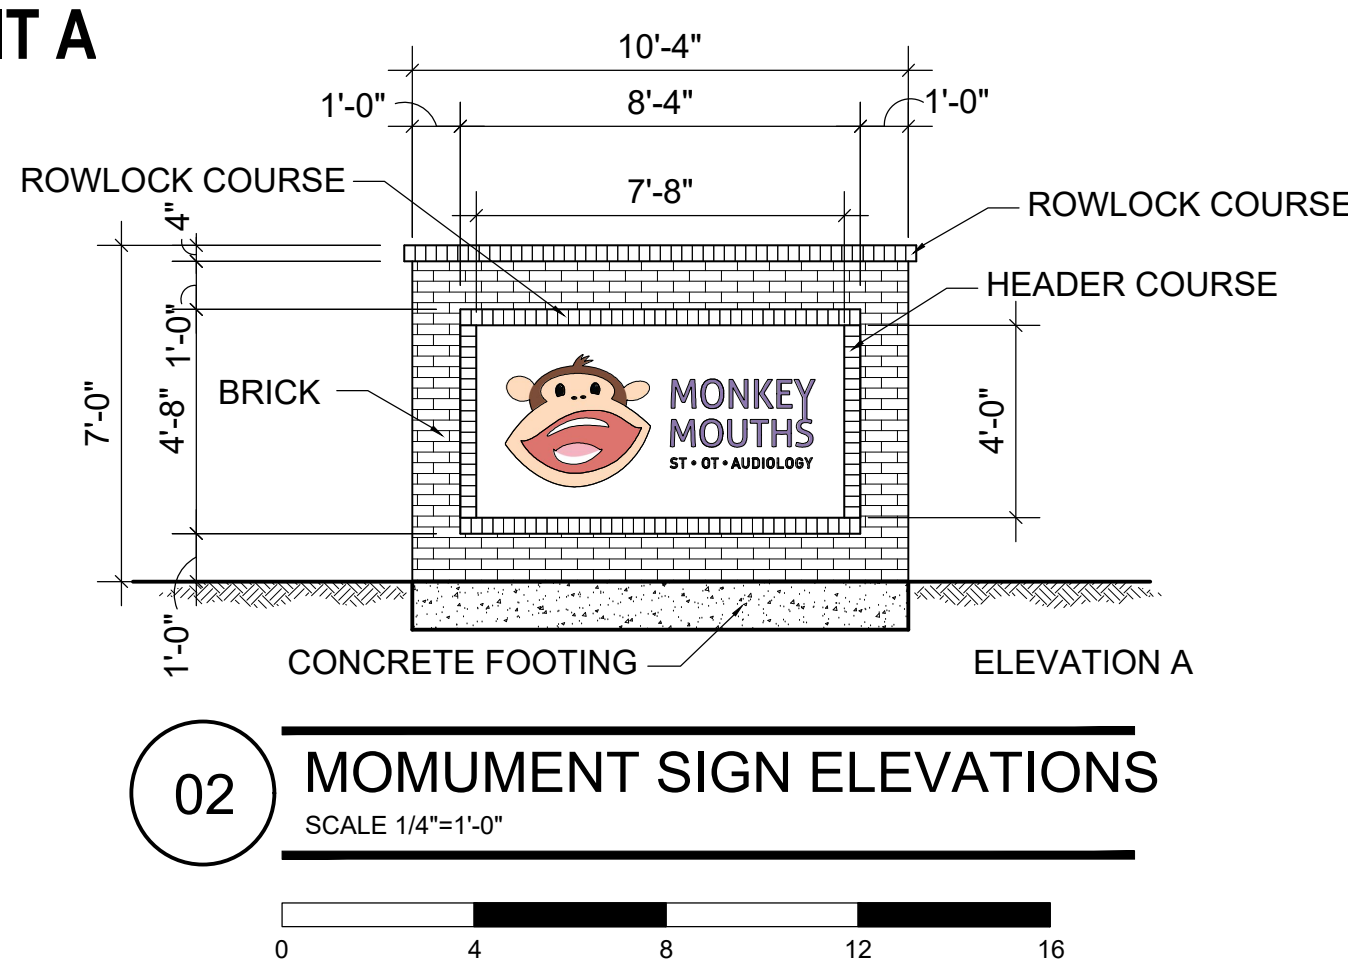 IT A
10'-4"
1'-0"
8'-4"
1'-0"
ROWLOCK COURSE
7'-8"
ROWLOCK COURSE
4"
HEADER COURSE
1'-0"
BRICK
7'-0"
4'-8"
4'-0"
MONKEY
MOUTHS
ST • OT • AUDIOLOGY
1'-0"
CONCRETE FOOTING
ELEVATION A
02
MOMUMENT SIGN ELEVATIONS
SCALE 1/4"=1'-0"
0 4 8 12 16